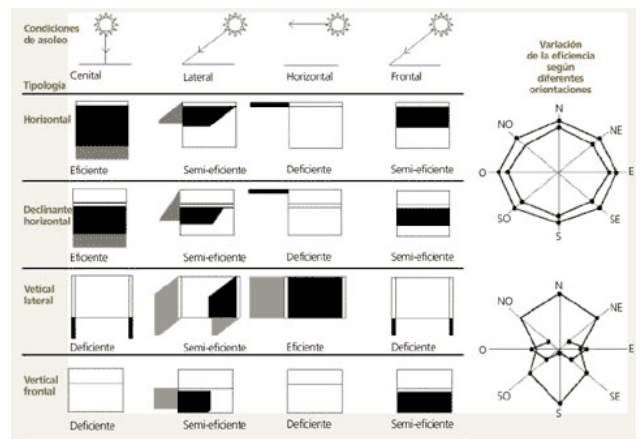 Condiciones
de asoleo
Cenital
Lateral
Horizontal
Frontal
Tipología
Horizontal
Eficiente
Semi-eficiente
Deficiente
Semi-eficiente
Declinante
horizontal
Eficiente
Semi-eficiente
Deficiente
Semi-eficiente
Vetical
lateral
Deficiente
Semi-eficiente
Eficiente
Deficiente
Vertical
frontal
Deficiente
Semi-eficiente
Deficiente
Semi-eficiente
Variación
de la eficiencia
según
diferentes
orientaciones
N
NO
NE
O
E
SO
SE
S
N
NO
NE
O
E
SO
SE
S